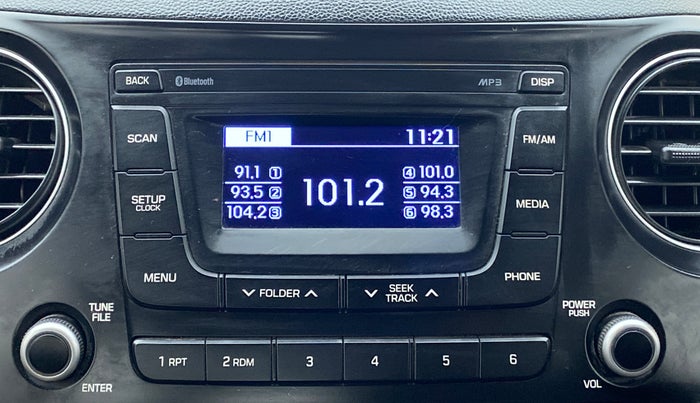 BACK
Bluetooth
MP3
DISP
SCAN
FM1 11:21
FM/AM
91.1 1
4 101.0
93.5 2
101.2
5 94.3
104.2 3
6 98.3
SETUP
CLOCK
MEDIA
MENU
FOLDER
SEEK
TRACK
PHONE
TUNE
FILE
POWER
PUSH
1 RPT
2 RDM
3
4
5
6
ENTER
VOL